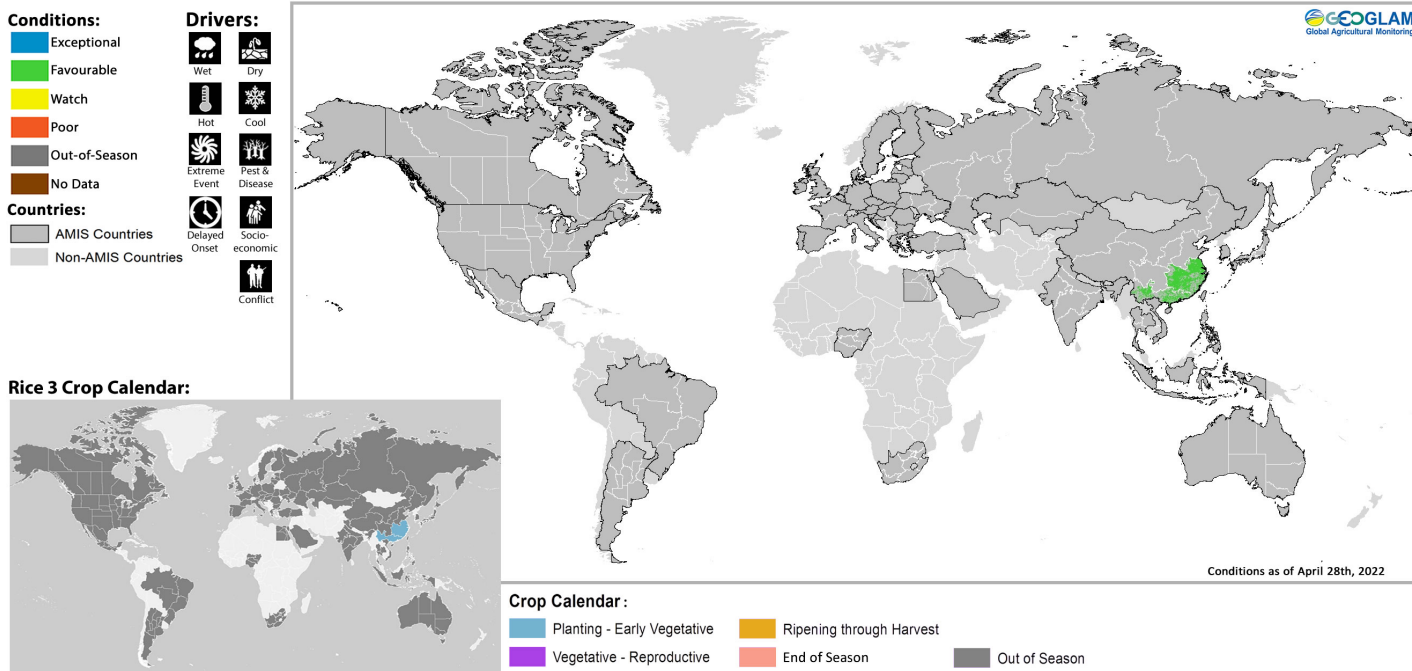 Conditions:
Exceptional
Favourable
Watch
Poor
Out-of-Season
No Data
Countries:
AMIS Countries
Non-AMIS Countries
Drivers:
Wet
Dry
Hot
Cool
Extreme
Event
Pest &
Disease
Delayed
Onset
Socio-
economic
Conflict
GEOGLAM
Global Agricultural Monitoring
Rice 3 Crop Calendar:
Conditions as of April 28th, 2022
Crop Calendar :
Planting - Early Vegetative
Ripening through Harvest
Vegetative - Reproductive
End of Season
Out of Season